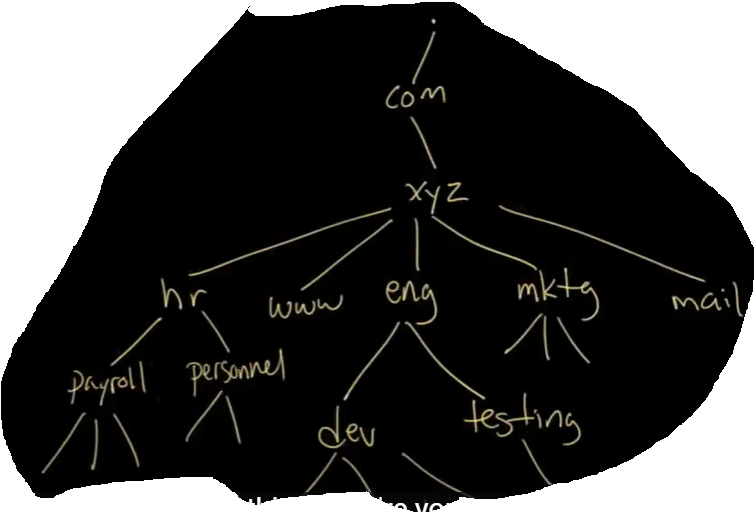 .
com
xyz
hr www eng mktg mail
payroll personnel
dev testing